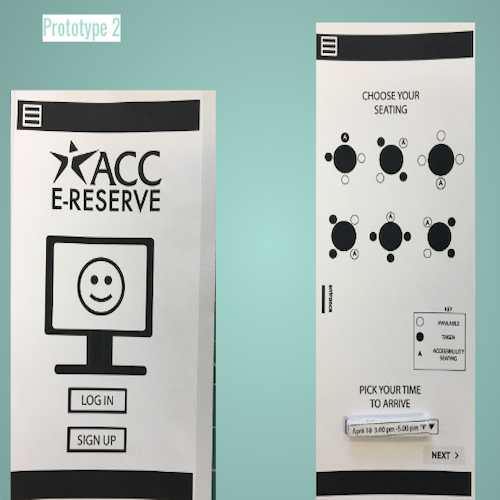 Prototype 2
ACC
E-RESERVE
LOG IN
SIGN UP
CHOOSE YOUR
SEATING
A
A
A
A
A
A
entrance
KEY
AVAILABLE
TAKEN
A ACCESSIBILITY
SEATING
PICK YOUR TIME
TO ARRIVE
April 18 3:00 pm -5:00 pm
NEXT >